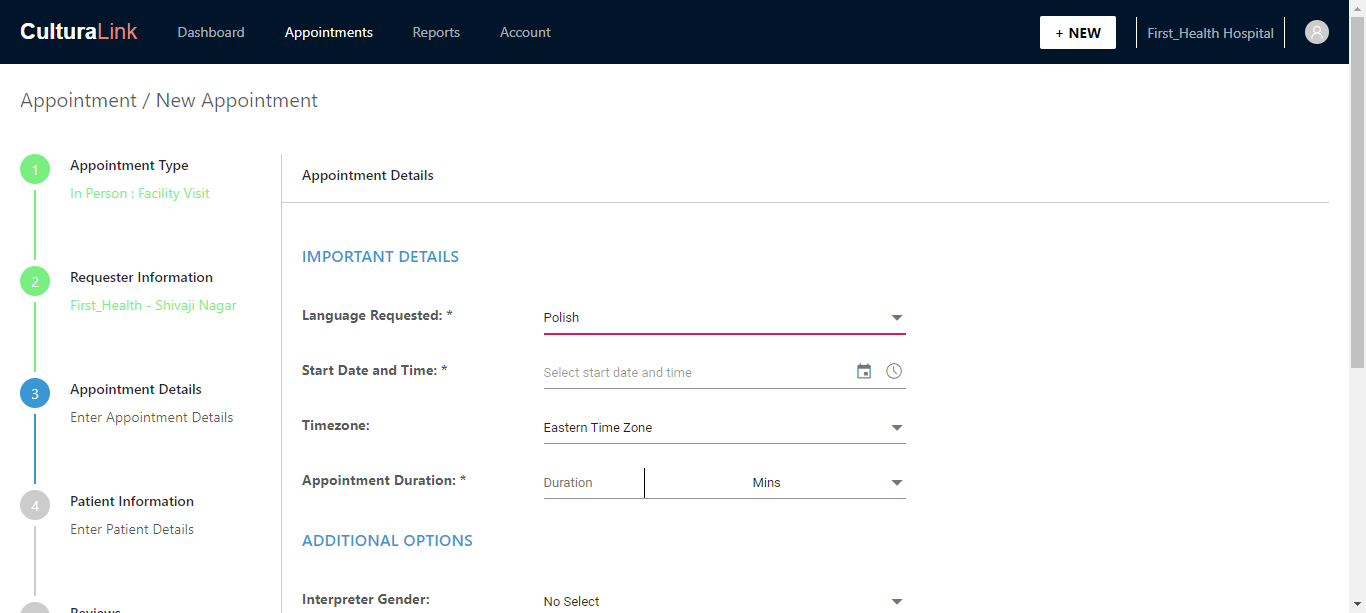 CulturaLink Dashboard Appointments Reports Account + NEW First_Health Hospital
Appointment / New Appointment
1 Appointment Type
In Person : Facility Visit
2 Requester Information
First_Health - Shivaji Nagar
3 Appointment Details
Enter Appointment Details
4 Patient Information
Enter Patient Details
Reviews
Appointment Details
IMPORTANT DETAILS
Language Requested: * Polish
Start Date and Time: * Select start date and time
Timezone: Eastern Time Zone
Appointment Duration: * Duration Mins
ADDITIONAL OPTIONS
Interpreter Gender: No Select